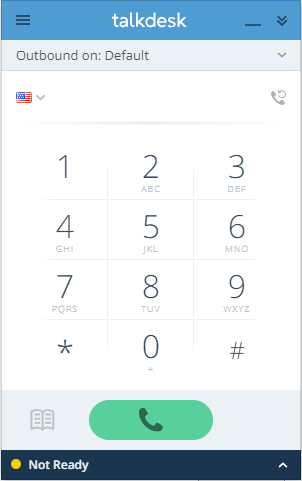 talkdesk
Outbound on: Default
1 2 3
ABC DEF
4 5 6
GHI JKL MNO
7 8 9
PQRS TUV WXYZ
* 0 #
+
Not Ready